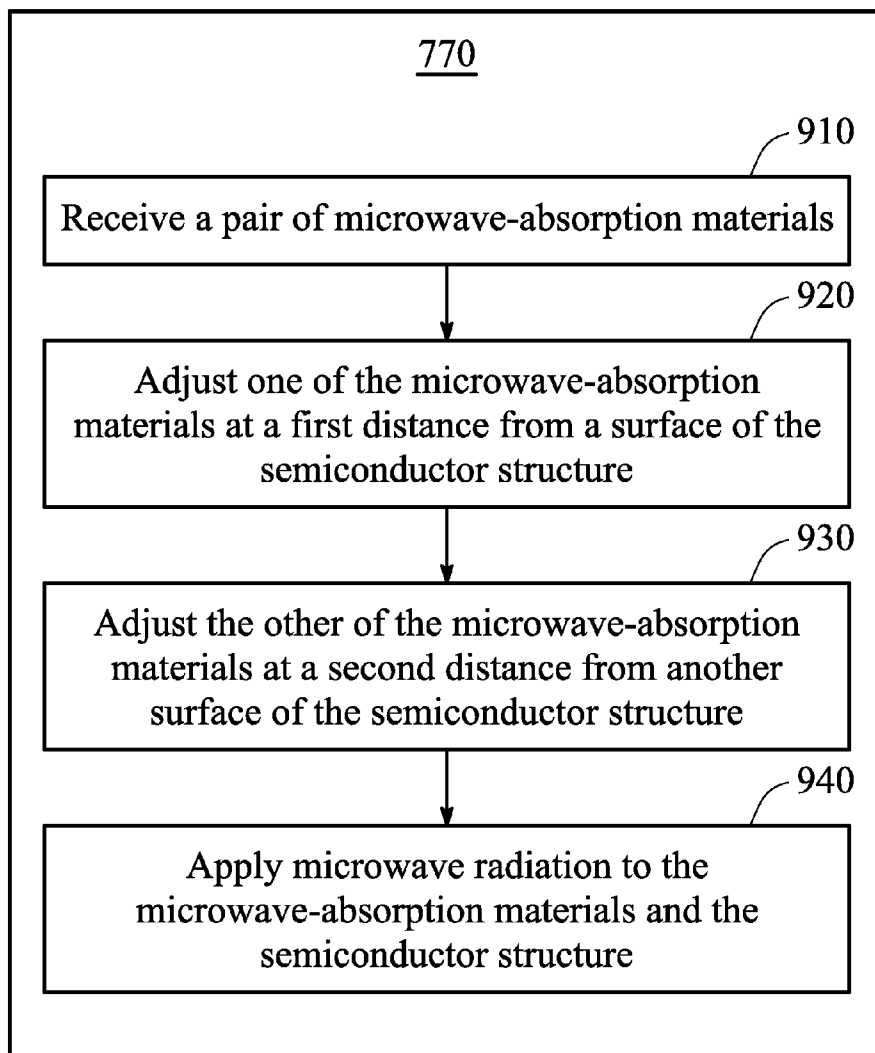 770
910
Receive a pair of microwave-absorption materials
920
Adjust one of the microwave-absorption
materials at a first distance from a surface of the
semiconductor structure
930
Adjust the other of the microwave-absorption
materials at a second distance from another
surface of the semiconductor structure
940
Apply microwave radiation to the
microwave-absorption materials and the
semiconductor structure